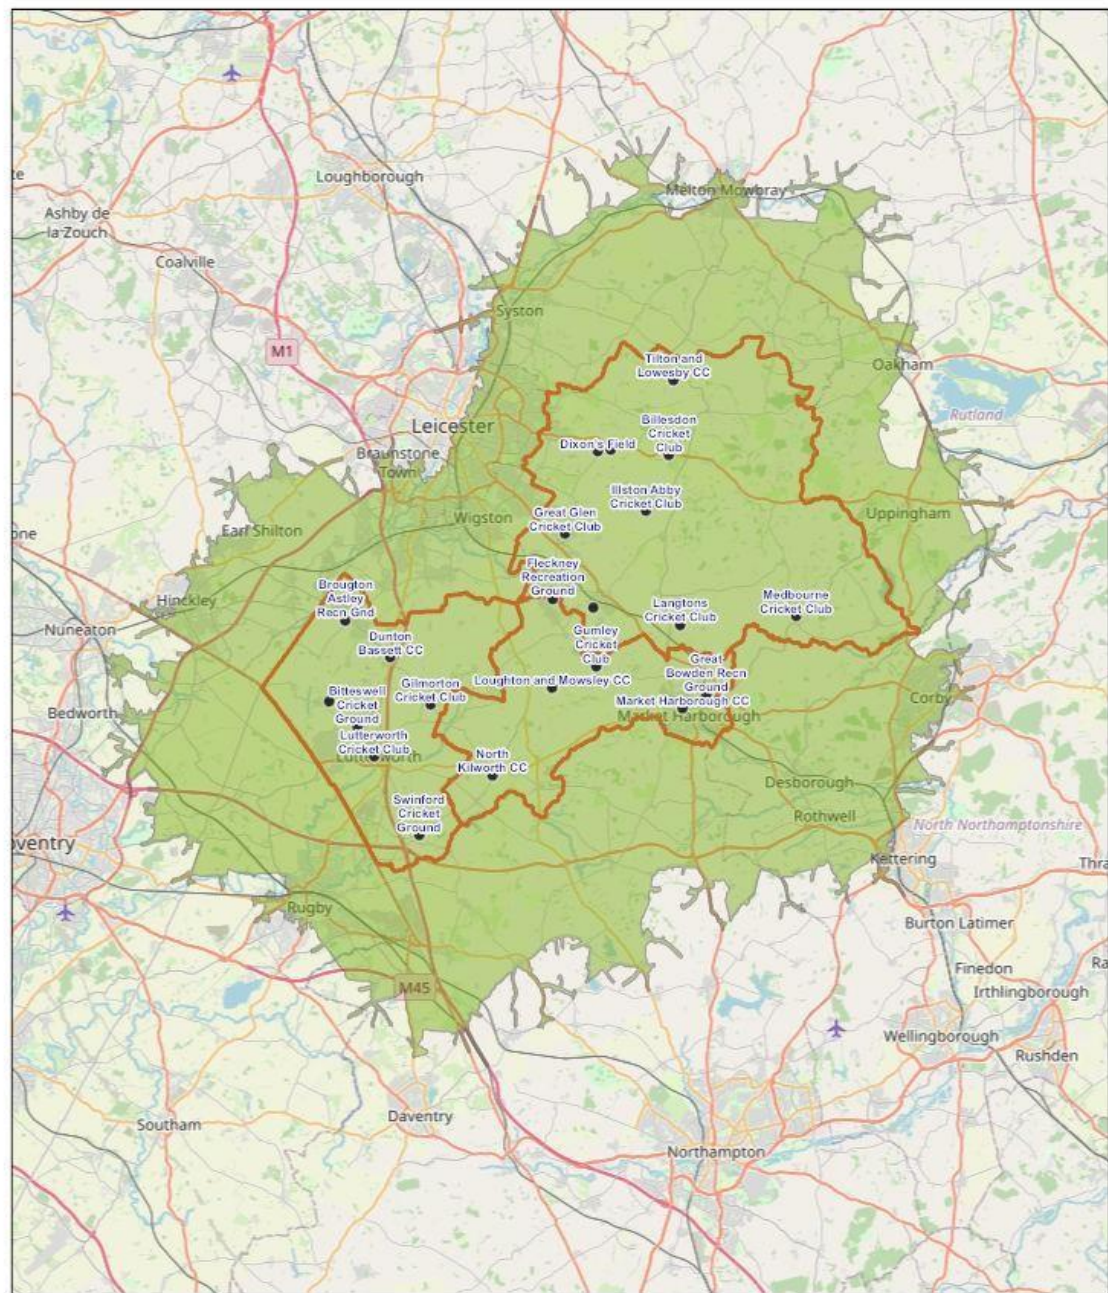 Loughborough
Melton Mowbray
Ashby de
la-Zouch
Coalville
Syston
M1
Tilton and
Lowesby CC
Oakham
Rutland
Leicester
Billesdon
Cricket
Club
Dixon's Field
Braunstone
Town
Illston Abby
Cricket Club
Great Glen
Cricket Club
Wigston
Uppingham
Earl Shilton
Fleckney
Recreation
Ground
Brougton
Astley
Recn Gnd
Hinckley
Medbourne
Cricket Club
Langtons
Cricket Club
Nuneaton
Dunton
Bassett CC
Gumley
Cricket
Club
Great
Bowden Recn
Ground
Loughton and Mowsley CC
Gilmorton
Cricket Club
Bitteswell
Cricket
Ground
Corby
Bedworth
Market Harborough CC
Market Harborough
Lutterworth
Cricket Club
Lutterworth
North
Kilworth CC
Desborough
Swinford
Cricket
Ground
Rothwell
North Northamptonshire
oventry
Kettering
Thra
Rugby
Burton Latimer
Ra
Finedon
M45
Irthlingborough
Wellingborough
Rushden
Daventry
Southam
Northampton